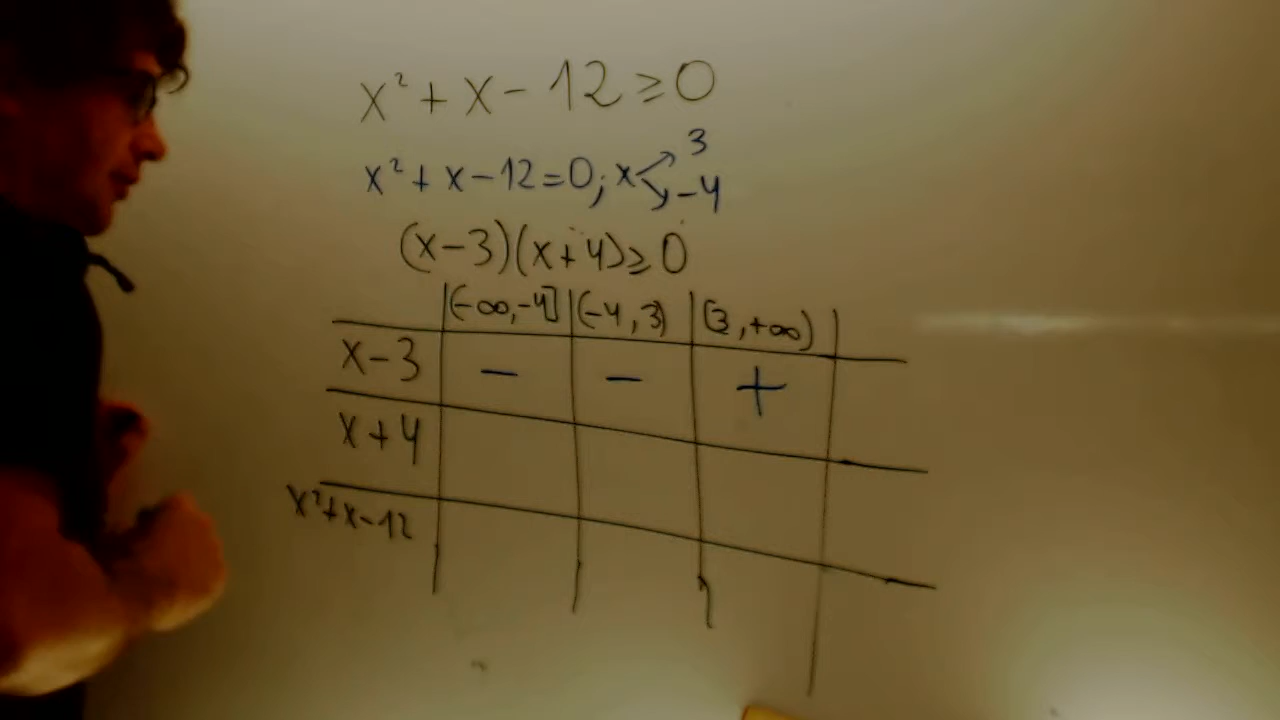 x² + x - 12 ≥ 0
x² + x - 12 = 0; x 3 -4
(x-3)(x+4) ≥ 0
(-∞,-4] (-4,3) [3,+∞)
x-3 - - +
x+4
x²+x-12